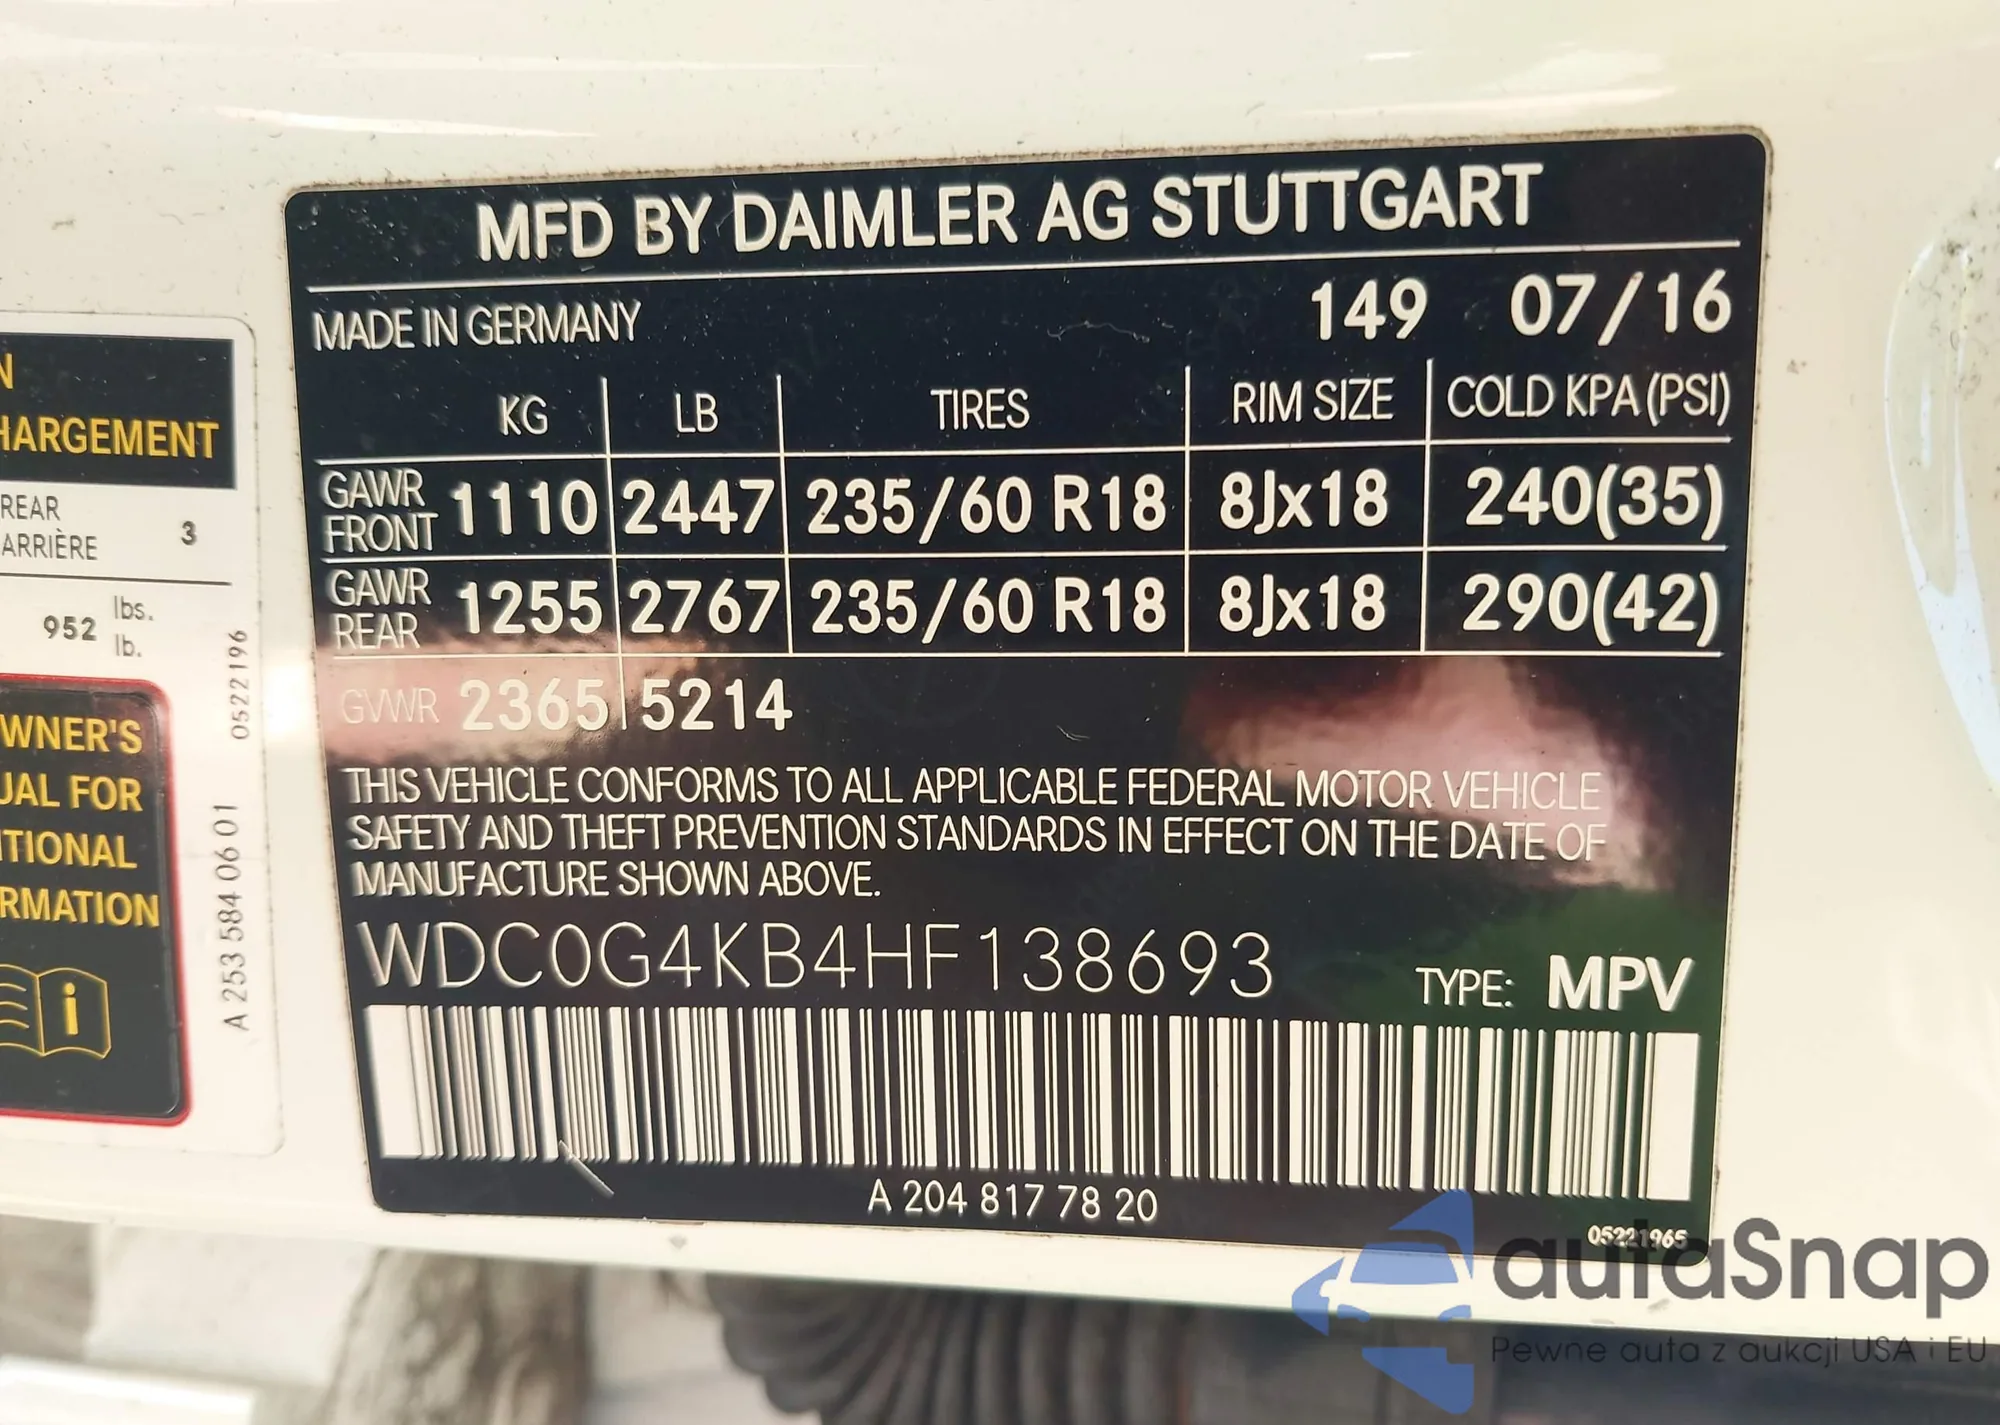 MFD BY DAIMLER AG STUTTGART
MADE IN GERMANY 149 07/16
KG LB TIRES RIM SIZE COLD KPA (PSI)
GAWR FRONT 1110 2447 235/60 R18 8Jx18 240(35)
GAWR REAR 1255 2767 235/60 R18 8Jx18 290(42)
GVWR 2365 5214
THIS VEHICLE CONFORMS TO ALL APPLICABLE FEDERAL MOTOR VEHICLE
SAFETY AND THEFT PREVENTION STANDARDS IN EFFECT ON THE DATE OF
MANUFACTURE SHOWN ABOVE.
WDC0G4KB4HF138693 TYPE: MPV
A 204 817 78 20
05221965
N
HARGEMENT
REAR
ARRIÈRE 3
952 lbs.
lb.
WNER'S
UAL FOR
ITIONAL
RMATION
i
A 253 584 06 01 05221965
autaSnap
Pewne auta z aukcji USA i EU